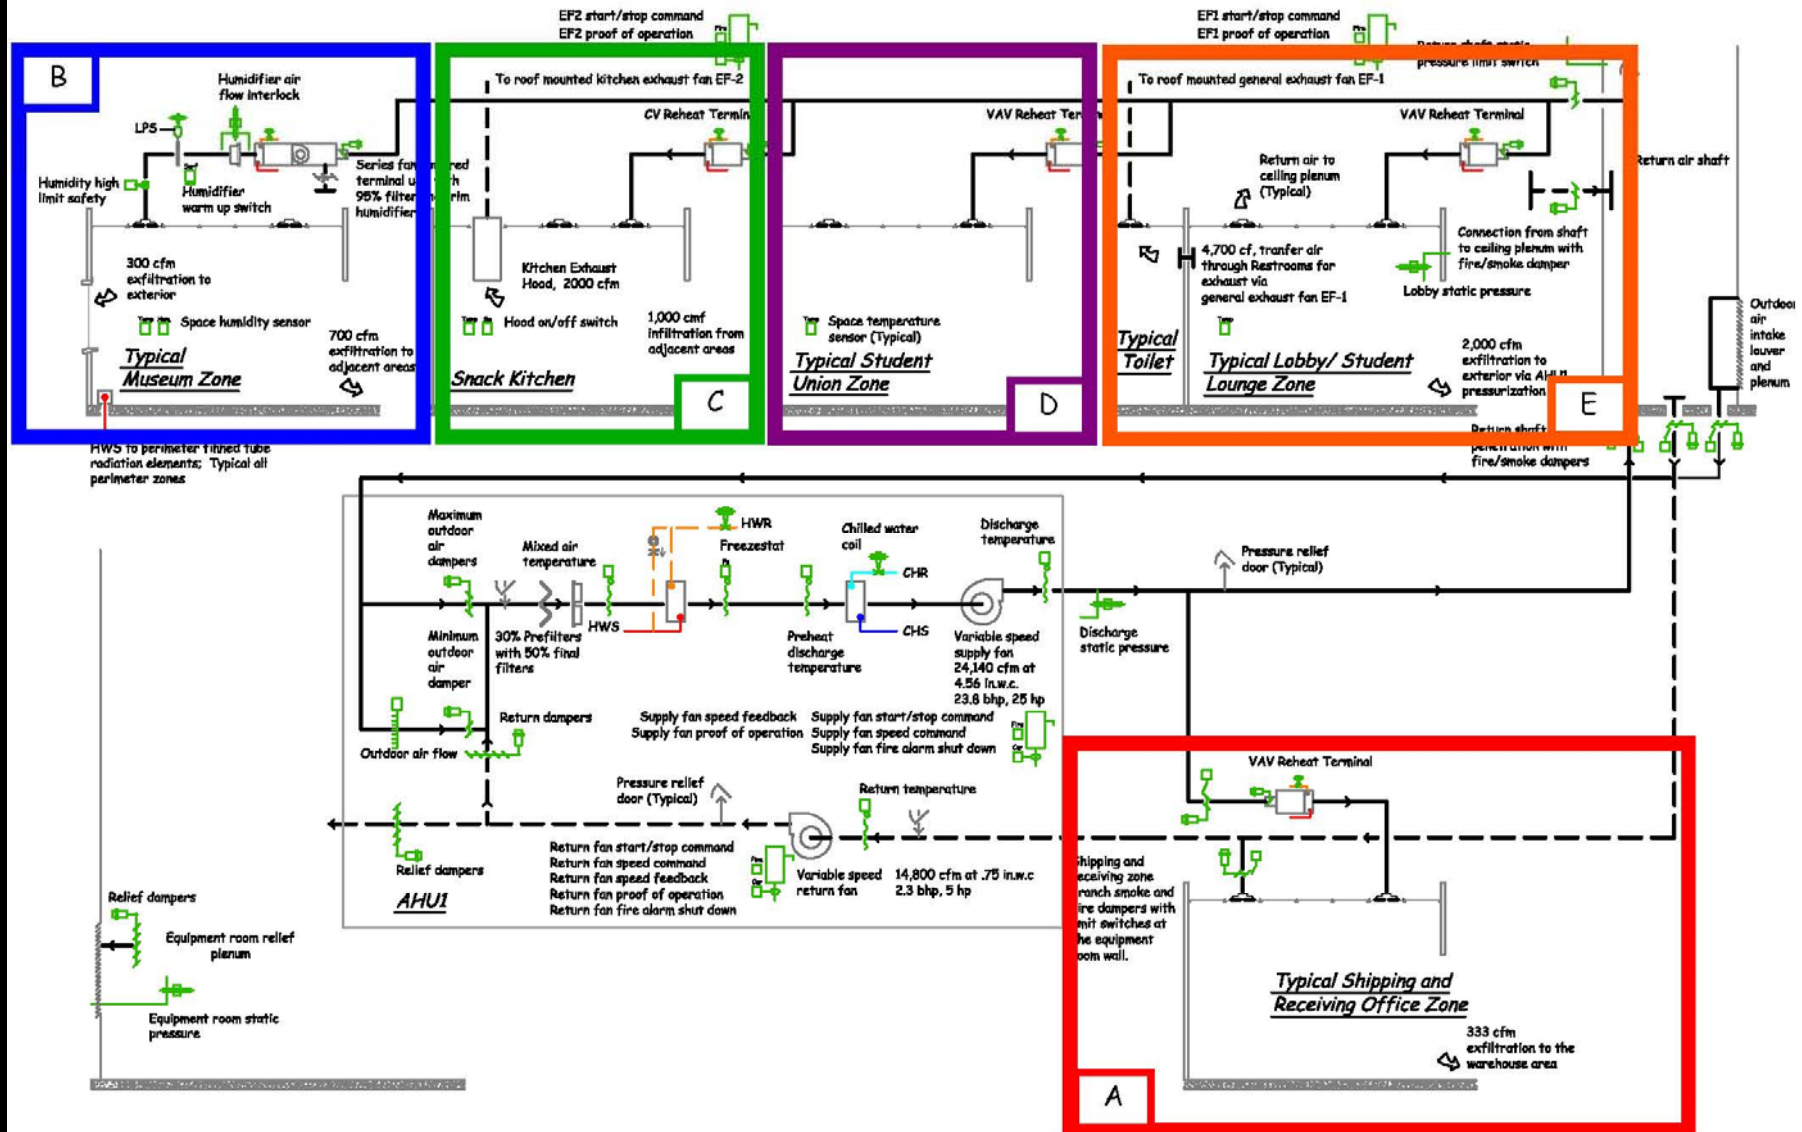 EF2 start/stop command
EF2 proof of operation
EF1 start/stop command
EF1 proof of operation
pressure limit switch
B
Humidifier air
flow interlock
LPS
Humidity high
limit safety
Humidifier
warm up switch
Series fan
terminal
95% filter
humidifier
300 cfm
exfiltration to
exterior
Space humidity sensor
700 cfm
exfiltration to
adjacent areas
Typical
Museum Zone
HWS to perimeter finned tube
radiation elements; Typical all
perimeter zones
To roof mounted kitchen exhaust fan EF-2
CV Reheat
Kitchen Exhaust
Hood, 2000 cfm
Temp
Hood on/off switch
1,000 cmf
infiltration from
adjacent areas
Snack Kitchen
C
VAV Reheat
Temp
Space temperature
sensor (Typical)
Typical Student
Union Zone
D
To roof mounted general exhaust fan EF-1
VAV Reheat Terminal
Return air to
ceiling plenum
(Typical)
Return air shaft
4,700 cf, tranfer air
through Restrooms for
exhaust via
general exhaust fan EF-1
Connection from shaft
to ceiling plenum with
fire/smoke damper
Lobby static pressure
Temp
Typical
Toilet
Typical Lobby/ Student
Lounge Zone
2,000 cfm
exfiltration to
exterior via
pressurization
E
Outdoor
air
intake
louver
and
plenum
Return shaft
fire/smoke dampers
Maximum
outdoor
air
dampers
Mixed air
temperature
HWR
Freezestat
Chilled water
coil
CHR
Discharge
temperature
Pressure relief
door (Typical)
HWS
CHS
Minimum
outdoor
air
damper
30% Prefilters
with 50% final
filters
Preheat
discharge
temperature
Variable speed
supply fan
24,140 cfm at
4.56 in.w.c.
23.8 bhp, 25 hp
Discharge
static pressure
Return dampers
Outdoor air flow
Supply fan speed feedback
Supply fan proof of operation
Supply fan start/stop command
Supply fan speed command
Supply fan fire alarm shut down
Pressure relief
door (Typical)
Return temperature
Relief dampers
AHU1
Return fan start/stop command
Return fan speed command
Return fan speed feedback
Return fan proof of operation
Return fan fire alarm shut down
Variable speed
return fan
14,800 cfm at .75 in.w.c
2.3 bhp, 5 hp
Relief dampers
Equipment room relief
plenum
Equipment room static
pressure
VAV Reheat Terminal
Shipping and
zone
smoke and
dampers with
switches at
equipment
wall.
Typical Shipping and
Receiving Office Zone
333 cfm
exfiltration to the
warehouse area
A